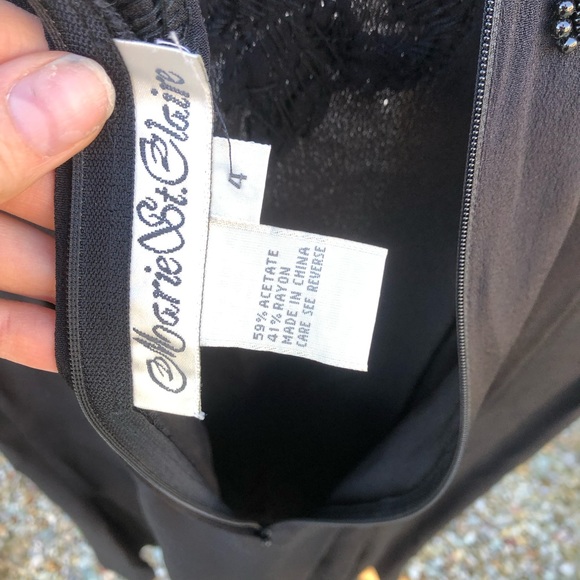 Marie St. Claire
4
59% ACETATE
41% RAYON
MADE IN CHINA
CARE SEE REVERSE